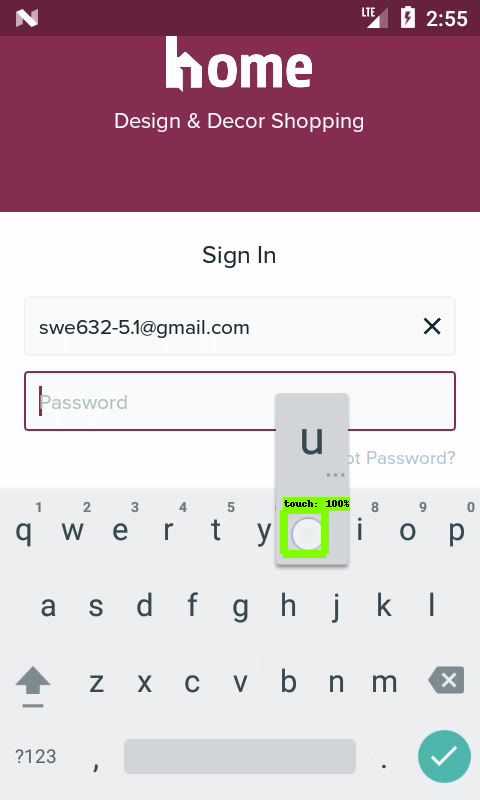 LTE 2:55
home
Design & Decor Shopping
Sign In
swe632-5.1@gmail.com
Password
u
ot Password?
touch: 100%
1 2 3 4 5 8 9 0
q w e r t y i o p
a s d f g h j k l
z x c v b n m
?123 , .